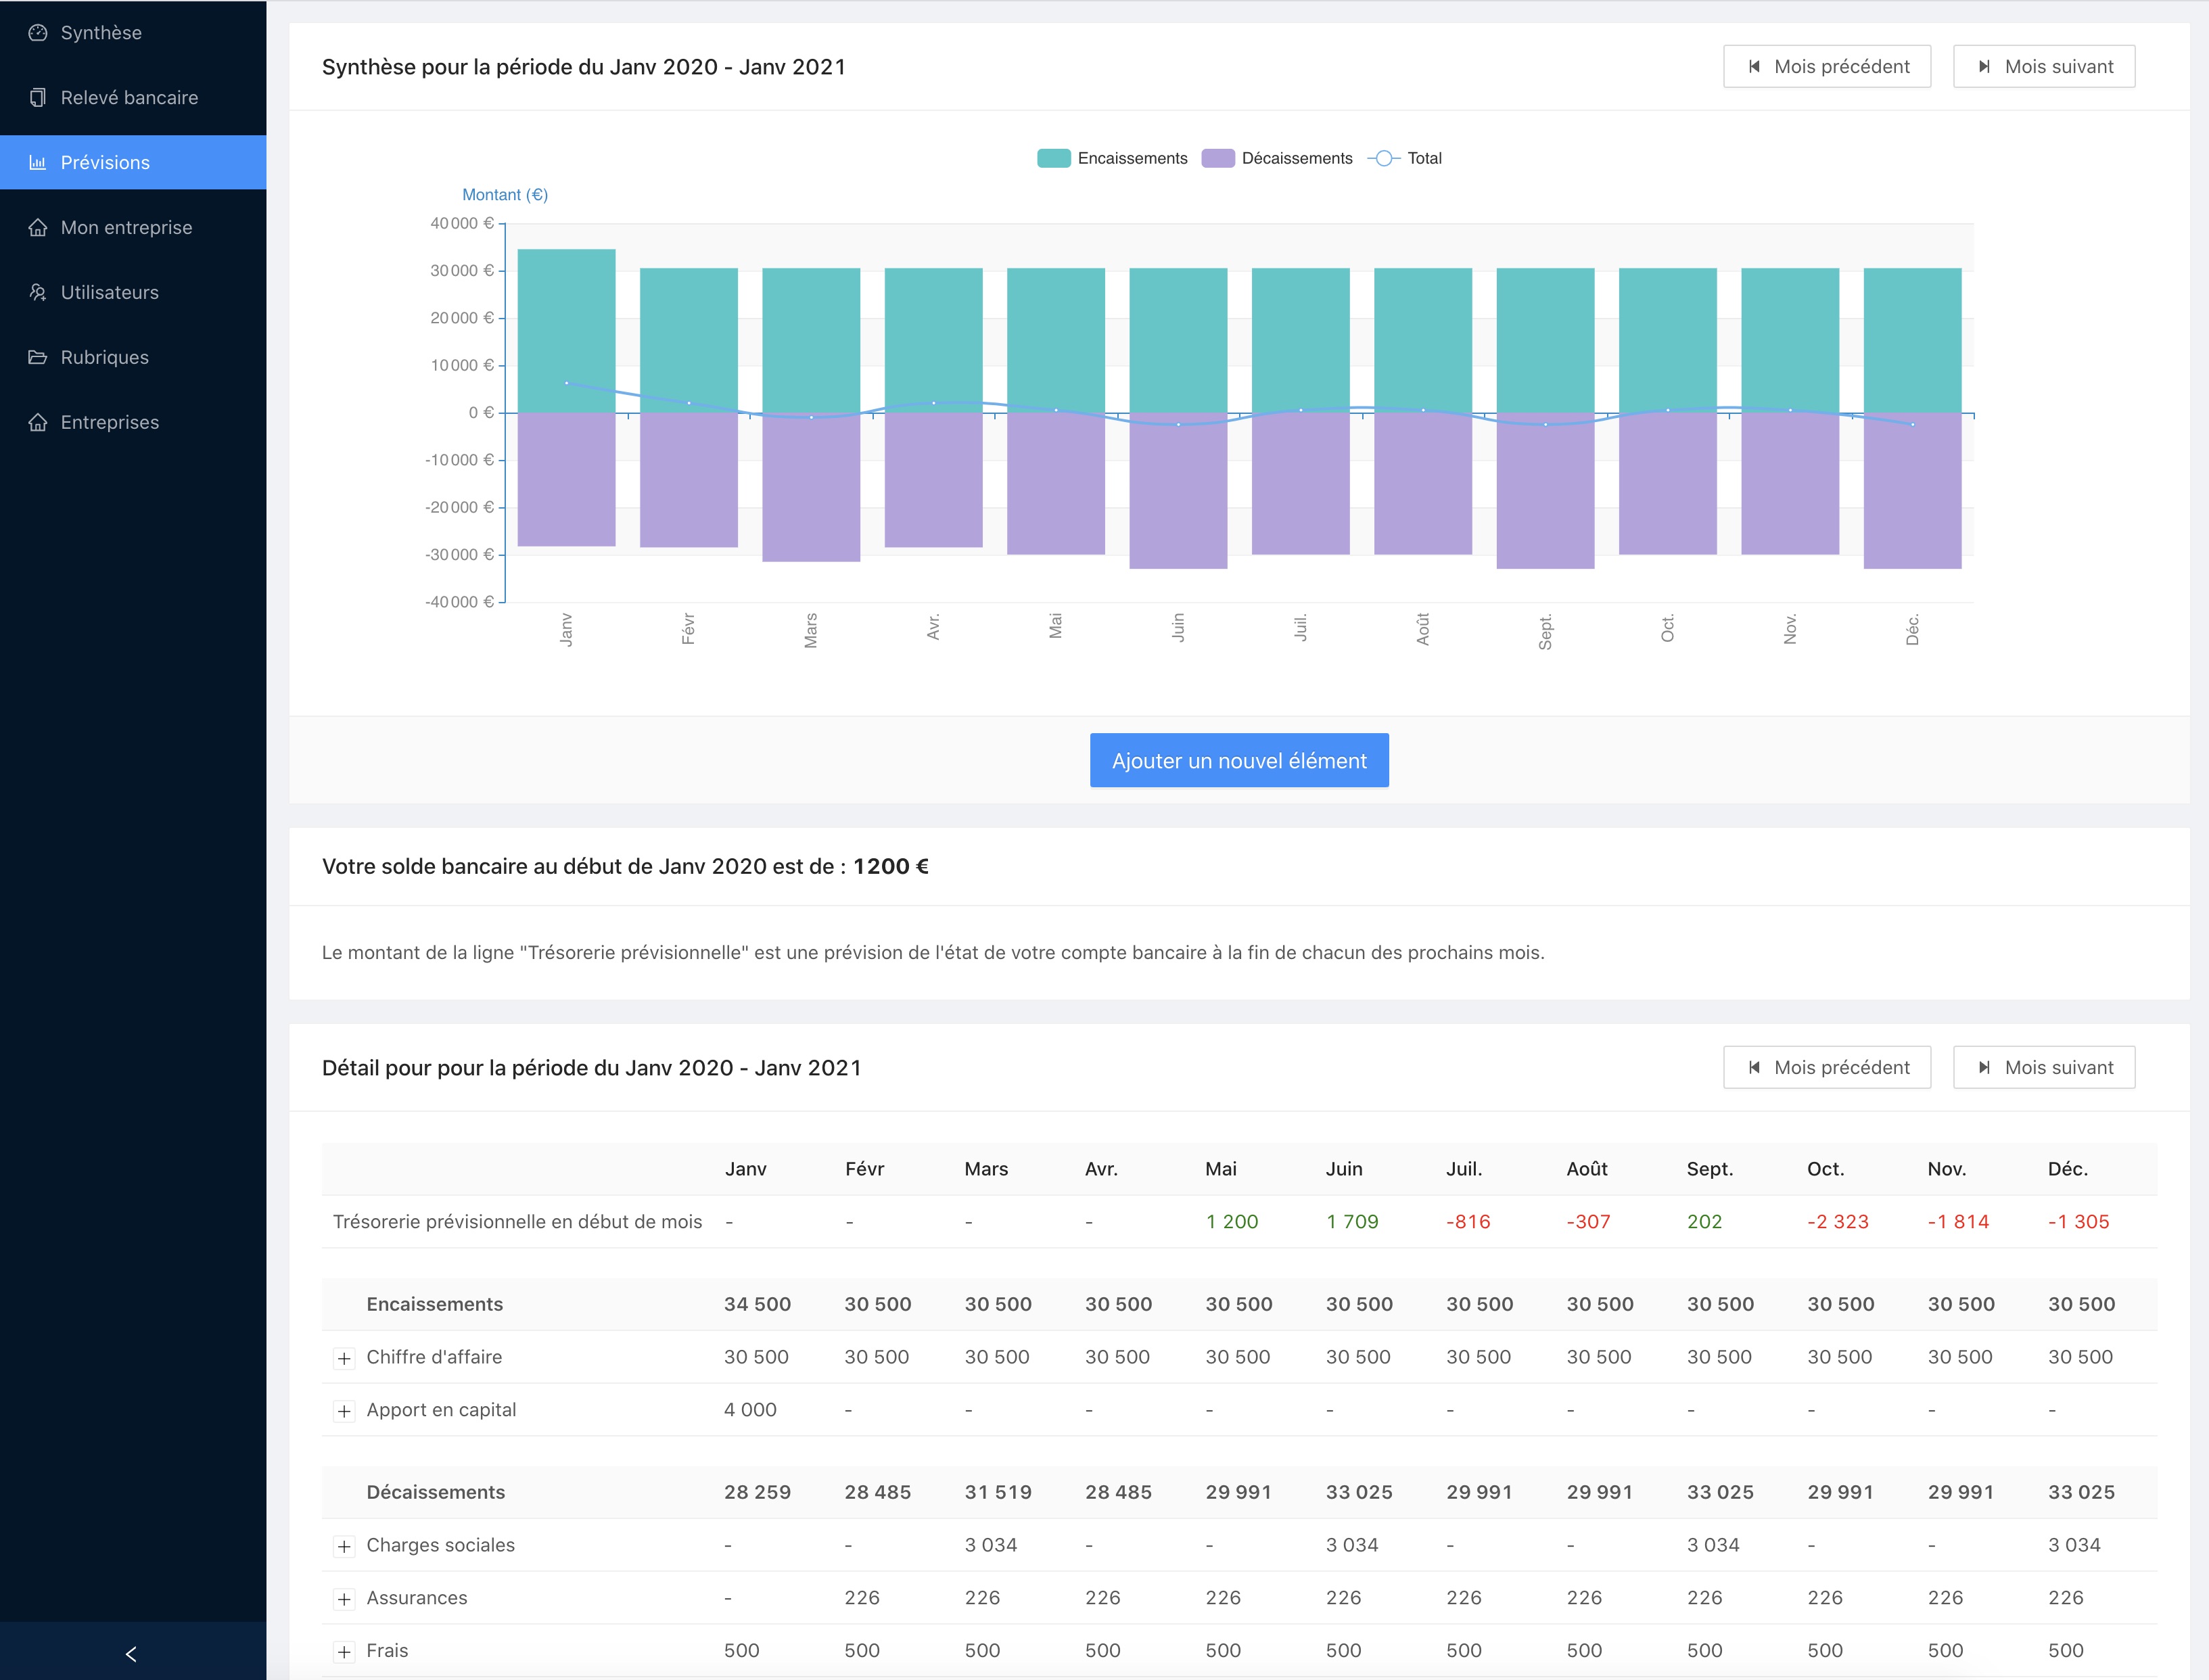 Synthèse
Relevé bancaire
Prévisions
Mon entreprise
Utilisateurs
Rubriques
Entreprises
Synthèse pour la période du Janv 2020 - Janv 2021
Mois précédent Mois suivant
Encaissements Décaissements Total
Montant (€)
40 000 €
30 000 €
20 000 €
10 000 €
0 €
-10 000 €
-20 000 €
-30 000 €
-40 000 €
Janv Févr Mars Avr. Mai Juin Juil. Août Sept. Oct. Nov. Déc.
Ajouter un nouvel élément
Votre solde bancaire au début de Janv 2020 est de : 1200 €
Le montant de la ligne "Trésorerie prévisionnelle" est une prévision de l'état de votre compte bancaire à la fin de chacun des prochains mois.
Détail pour pour la période du Janv 2020 - Janv 2021
Mois précédent Mois suivant
Janv Févr Mars Avr. Mai Juin Juil. Août Sept. Oct. Nov. Déc.
Trésorerie prévisionnelle en début de mois - - - - 1 200 1 709 -816 -307 202 -2 323 -1 814 -1 305
Encaissements 34 500 30 500 30 500 30 500 30 500 30 500 30 500 30 500 30 500 30 500 30 500 30 500
Chiffre d'affaire 30 500 30 500 30 500 30 500 30 500 30 500 30 500 30 500 30 500 30 500 30 500 30 500
Apport en capital 4 000 - - - - - - - - - - -
Décaissements 28 259 28 485 31 519 28 485 29 991 33 025 29 991 29 991 33 025 29 991 29 991 33 025
Charges sociales - - 3 034 - - 3 034 - - 3 034 - - 3 034
Assurances - 226 226 226 226 226 226 226 226 226 226 226
Frais 500 500 500 500 500 500 500 500 500 500 500 500